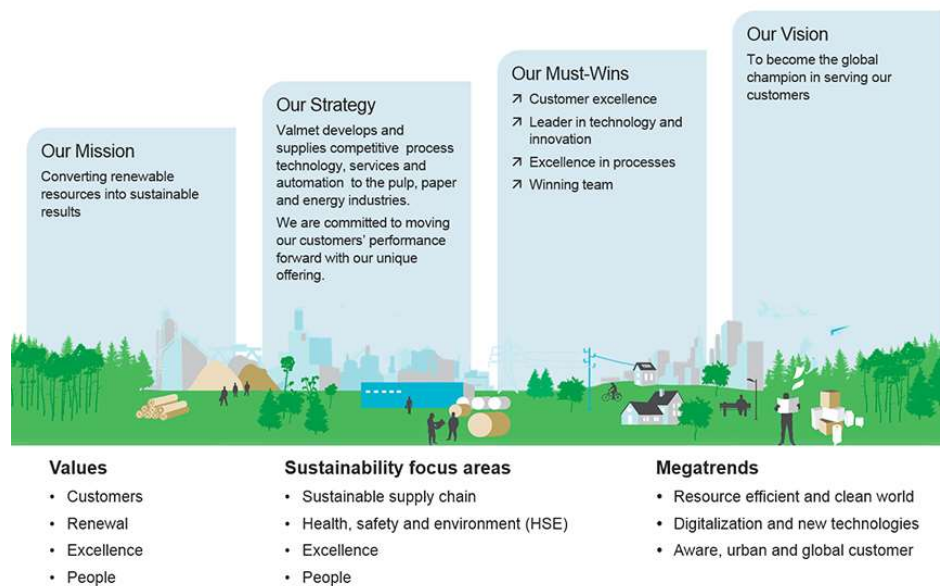 Our Mission
Converting renewable
resources into sustainable
results
Our Strategy
Valmet develops and
supplies competitive process
technology, services and
automation to the pulp, paper
and energy industries.
We are committed to moving
our customers' performance
forward with our unique
offering.
Our Must-Wins
↗ Customer excellence
↗ Leader in technology and
innovation
↗ Excellence in processes
↗ Winning team
Our Vision
To become the global
champion in serving our
customers
Values
• Customers
• Renewal
• Excellence
• People
Sustainability focus areas
• Sustainable supply chain
• Health, safety and environment (HSE)
• Excellence
• People
Megatrends
• Resource efficient and clean world
• Digitalization and new technologies
• Aware, urban and global customer